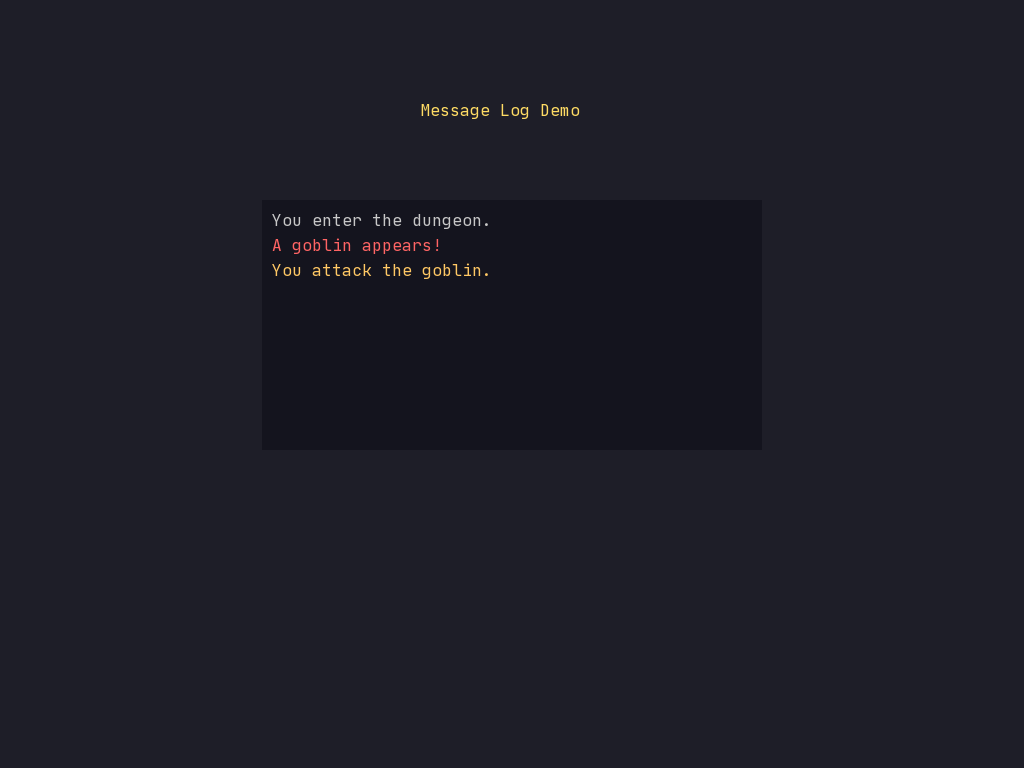 Message Log Demo
You enter the dungeon.
A goblin appears!
You attack the goblin.